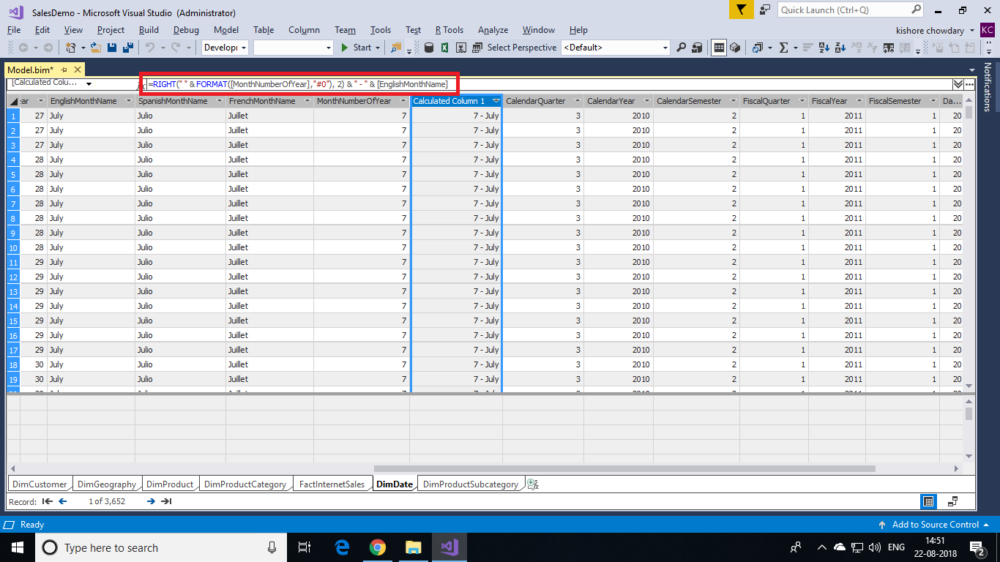 SalesDemo - Microsoft Visual Studio (Administrator)
Quick Launch (Ctrl+Q)
File Edit View Project Build Debug Model Table Column Team Tools Test R Tools Analyze Window Help
kishore chowdary KC
Developi Start Select Perspective <Default>
Model.bim*
Notifications
[Calculated Colu... =RIGHT(" " & FORMAT([MonthNumberOfYear],"#0"), 2) & " - " & [EnglishMonthName]
ear EnglishMonthName SpanishMonthName FrenchMonthName MonthNumberOfYear Calculated Column 1 CalendarQuarter CalendarYear CalendarSemester FiscalQuarter FiscalYear FiscalSemester Da...
1 27 July Julio Juillet 7 7 - July 3 2010 2 1 2011 1 20
2 27 July Julio Juillet 7 7 - July 3 2010 2 1 2011 1 20
3 27 July Julio Juillet 7 7 - July 3 2010 2 1 2011 1 20
4 28 July Julio Juillet 7 7 - July 3 2010 2 1 2011 1 20
5 28 July Julio Juillet 7 7 - July 3 2010 2 1 2011 1 20
6 28 July Julio Juillet 7 7 - July 3 2010 2 1 2011 1 20
7 28 July Julio Juillet 7 7 - July 3 2010 2 1 2011 1 20
8 28 July Julio Juillet 7 7 - July 3 2010 2 1 2011 1 20
9 28 July Julio Juillet 7 7 - July 3 2010 2 1 2011 1 20
10 28 July Julio Juillet 7 7 - July 3 2010 2 1 2011 1 20
11 29 July Julio Juillet 7 7 - July 3 2010 2 1 2011 1 20
12 29 July Julio Juillet 7 7 - July 3 2010 2 1 2011 1 20
13 29 July Julio Juillet 7 7 - July 3 2010 2 1 2011 1 20
14 29 July Julio Juillet 7 7 - July 3 2010 2 1 2011 1 20
15 29 July Julio Juillet 7 7 - July 3 2010 2 1 2011 1 20
16 29 July Julio Juillet 7 7 - July 3 2010 2 1 2011 1 20
17 29 July Julio Juillet 7 7 - July 3 2010 2 1 2011 1 20
18 30 July Julio Juillet 7 7 - July 3 2010 2 1 2011 1 20
19 30 July Julio Juillet 7 7 - July 3 2010 2 1 2011 1 20
DimCustomer DimGeography DimProduct DimProductCategory FactInternetSales DimDate DimProductSubcategory
Record: 1 of 3,652
Ready Add to Source Control
Type here to search
ENG
14:51
22-08-2018
2